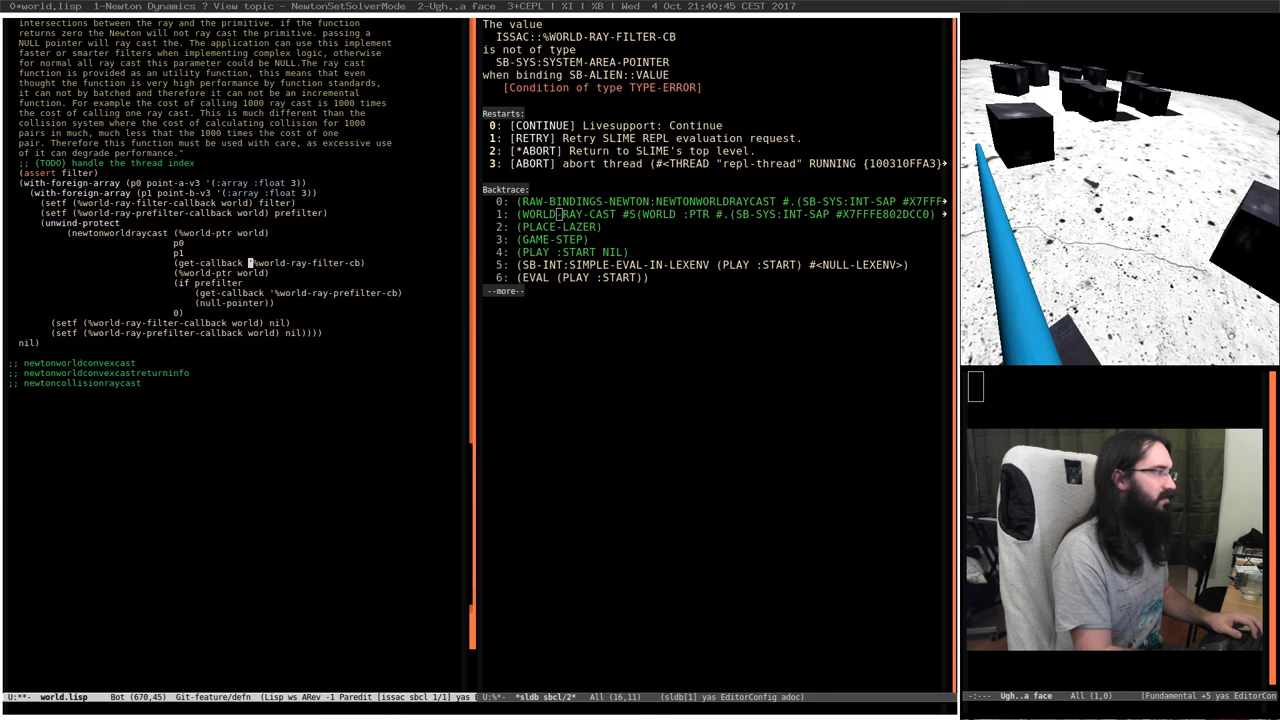 0*world.lisp  1-Newton Dynamics ? View topic – NewtonSetSolverMode  2-Ugh..a face  3+CEPL | %I | %B | Wed  4 Oct 21:40:45 CEST 2017
intersections between the ray and the primitive. if the function
returns zero the Newton will not ray cast the primitive. passing a
NULL pointer will ray cast the. The application can use this implement
faster or smarter filters when implementing complex logic, otherwise
for normal all ray cast this parameter could be NULL.The ray cast
function is provided as an utility function, this means that even
thought the function is very high performance by function standards,
it can not by batched and therefore it can not be an incremental
function. For example the cost of calling 1000 ray cast is 1000 times
the cost of calling one ray cast. This is much different than the
collision system where the cost of calculating collision for 1000
pairs in much, much less that the 1000 times the cost of one
pair. Therefore this function must be used with care, as excessive use
of it can degrade performance."
;; {TODO} handle the thread index
(assert filter)
(with-foreign-array (p0 point-a-v3 '(:array :float 3))
(with-foreign-array (p1 point-b-v3 '(:array :float 3))
(setf (%world-ray-filter-callback world) filter)
(setf (%world-ray-prefilter-callback world) prefilter)
(unwind-protect
(newtonworldraycast (%world-ptr world)
p0
p1
(get-callback '%world-ray-filter-cb)
(%world-ptr world)
(if prefilter
(get-callback '%world-ray-prefilter-cb)
(null-pointer))
0)
(setf (%world-ray-filter-callback world) nil)
(setf (%world-ray-prefilter-callback world) nil))))
nil)
;; newtonworldconvexcast
;; newtonworldconvexcastreturninfo
;; newtoncollisionraycast
U:**-  world.lisp     Bot (670,45)  Git-feature/defn  (Lisp ws ARev -1 Paredit [issac sbcl 1/1] yas
The value
ISSAC::%WORLD-RAY-FILTER-CB
is not of type
SB-SYS:SYSTEM-AREA-POINTER
when binding SB-ALIEN::VALUE
[Condition of type TYPE-ERROR]
Restarts:
0: [CONTINUE] Livesupport: Continue
1: [RETRY] Retry SLIME REPL evaluation request.
2: [*ABORT] Return to SLIME's top level.
3: [ABORT] abort thread (#<THREAD "repl-thread" RUNNING {100310FFA3}
Backtrace:
0: (RAW-BINDINGS-NEWTON:NEWTONWORLDRAYCAST #.(SB-SYS:INT-SAP #X7FFF
1: (WORLD-RAY-CAST #S(WORLD :PTR #.(SB-SYS:INT-SAP #X7FFFE802DCC0)
2: (PLACE-LAZER)
3: (GAME-STEP)
4: (PLAY :START NIL)
5: (SB-INT:SIMPLE-EVAL-IN-LEXENV (PLAY :START) #<NULL-LEXENV>)
6: (EVAL (PLAY :START))
--more--
U:%*-  *sldb sbcl/2*   All (16,11)     (sldb[1] yas EditorConfig adoc)
-:---  Ugh..a face    All (1,0)      (Fundamental +5 yas EditorCon